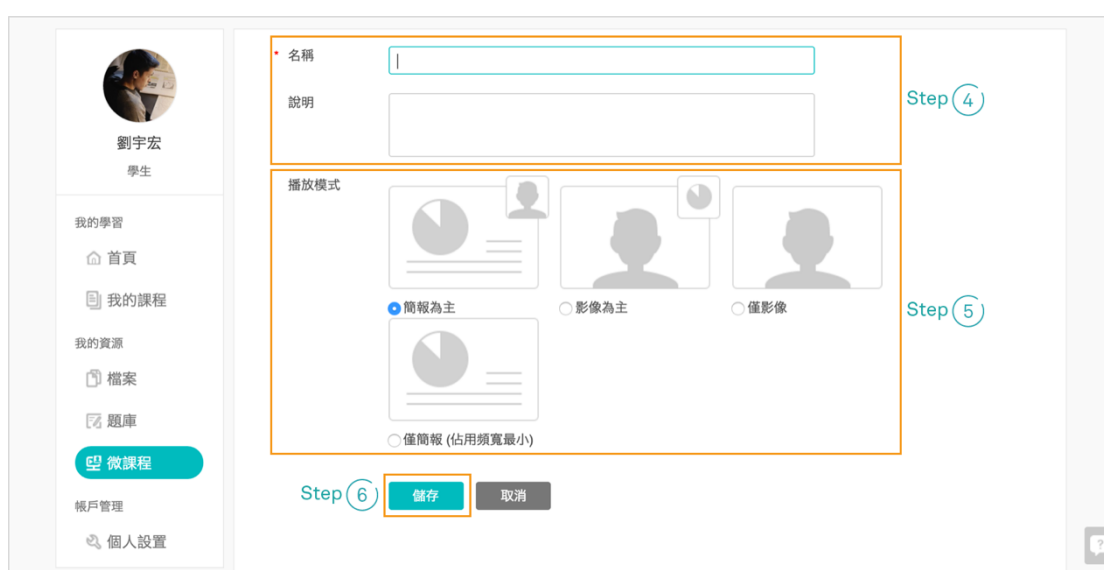 劉宇宏
學生
我的學習
首頁
我的課程
我的資源
檔案
題庫
微課程
帳戶管理
個人設置
* 名稱
說明
Step 4
播放模式
簡報為主
影像為主
僅影像
僅簡報 (佔用頻寬最小)
Step 5
Step 6
儲存
取消
?